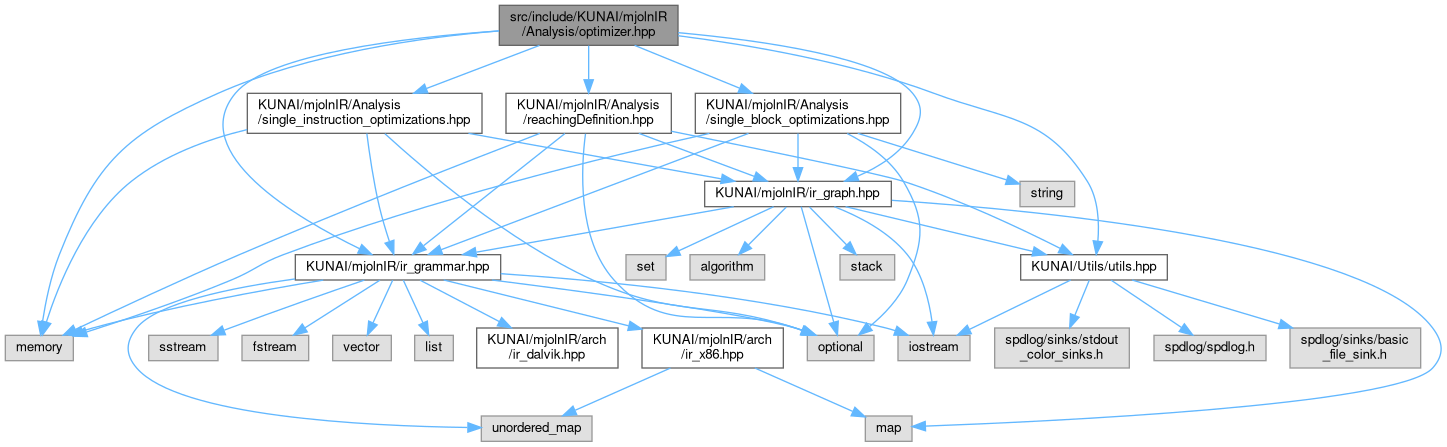 src/include/KUNAI/mjolnIR
/Analysis/optimizer.hpp
KUNAI/mjolnIR/Analysis
/single_instruction_optimizations.hpp
KUNAI/mjolnIR/Analysis
/reachingDefinition.hpp
KUNAI/mjolnIR/Analysis
/single_block_optimizations.hpp
KUNAI/mjolnIR/ir_graph.hpp
string
KUNAI/mjolnIR/ir_grammar.hpp
set
algorithm
stack
KUNAI/Utils/utils.hpp
memory
sstream
fstream
vector
list
KUNAI/mjolnIR/arch
/ir_dalvik.hpp
KUNAI/mjolnIR/arch
/ir_x86.hpp
optional
iostream
spdlog/sinks/stdout
_color_sinks.h
spdlog/spdlog.h
spdlog/sinks/basic
_file_sink.h
unordered_map
map